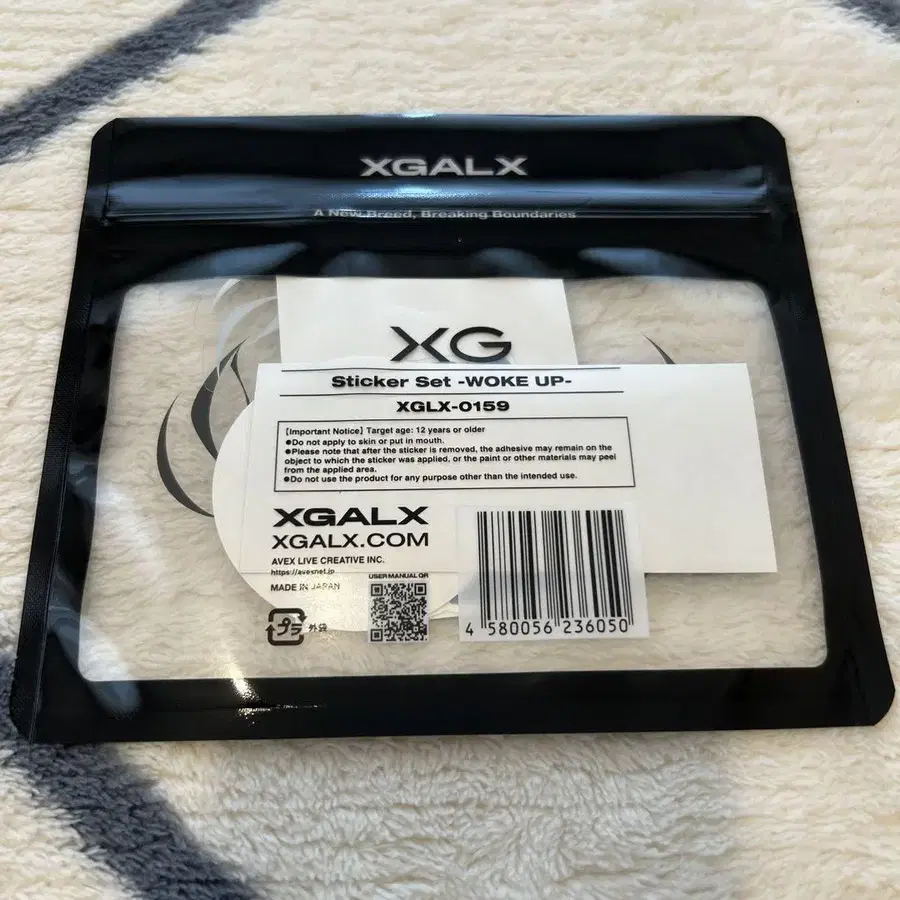 XGALX
A New Breed, Breaking Boundaries
XG
Sticker Set -WOKE UP-
XGLX-0159
[Important Notice] Target age: 12 years or older
●Do not apply to skin or put in mouth.
●Please note that after the sticker is removed, the adhesive may remain on the
object to which the sticker was applied, or the paint or other materials may peel
from the applied area.
●Do not use the product for any purpose other than the intended use.
XGALX
XGALX.COM
AVEX LIVE CREATIVE INC.
https://avexnet.jp
MADE IN JAPAN
USER MANUAL QR
プラ 外袋
4 580056 236050